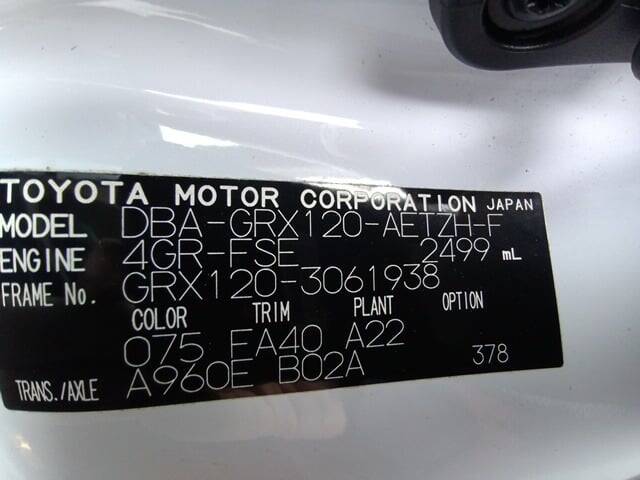 TOYOTA MOTOR CORPORATION JAPAN
MODEL DBA-GRX120-AETZH-F
ENGINE 4GR-FSE 2499 mL
FRAME No. GRX120-3061938
COLOR TRIM PLANT OPTION
075 FA40 A22
TRANS./AXLE A960E B02A 378